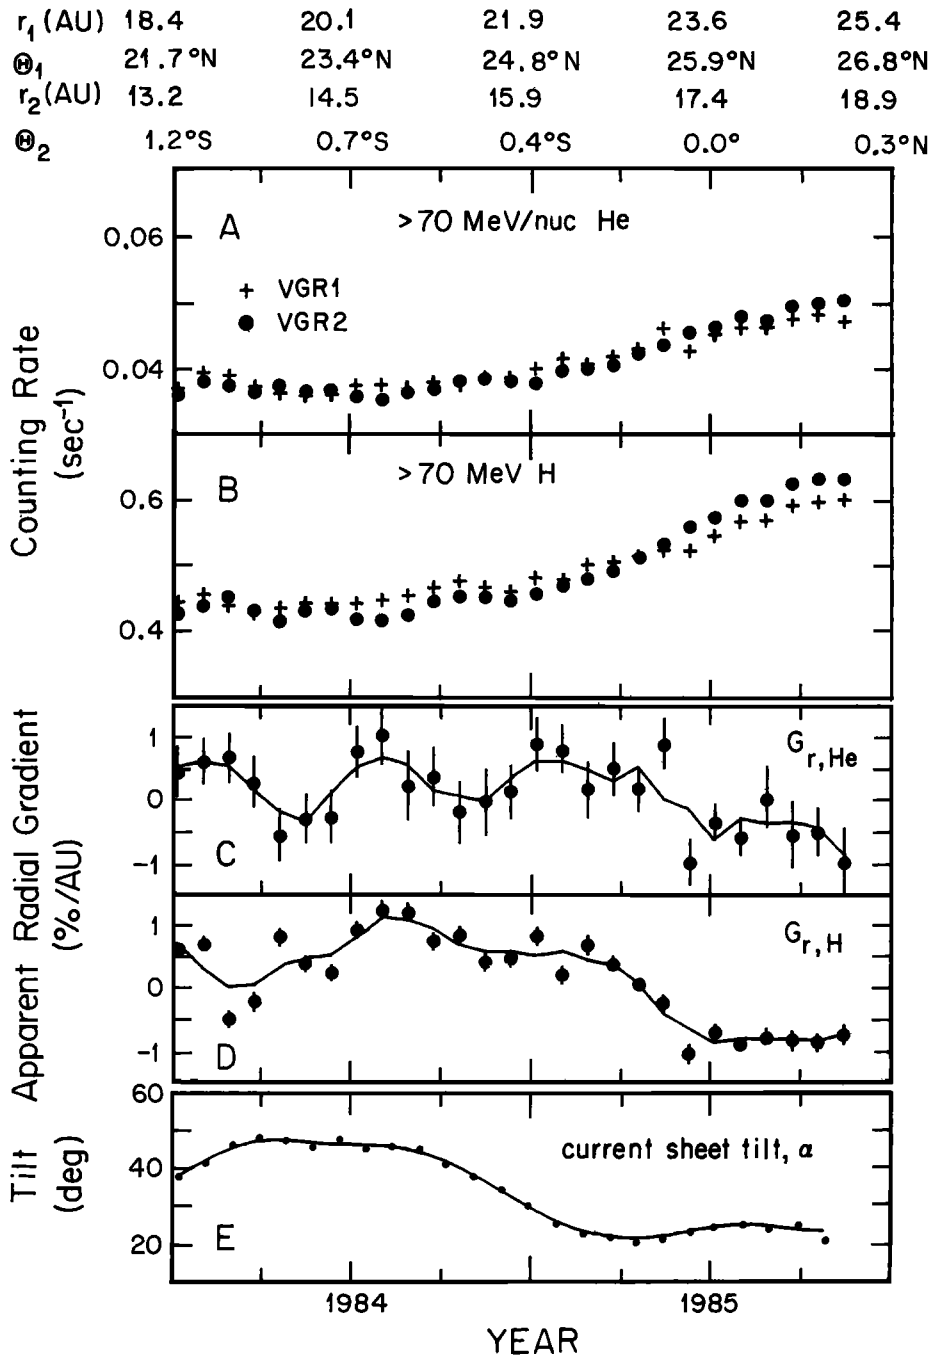 r₁(AU) 18.4 20.1 21.9 23.6 25.4
Θ₁ 21.7°N 23.4°N 24.8°N 25.9°N 26.8°N
r₂(AU) 13.2 14.5 15.9 17.4 18.9
Θ₂ 1.2°S 0.7°S 0.4°S 0.0° 0.3°N
A >70 MeV/nuc He
0.06
+ VGR1
● VGR2
0.04
Counting Rate
(sec⁻¹)
B >70 MeV H
0.6
0.4
Apparent Radial Gradient
(%/AU)
1
0
-1
C
Gr,He
1
0
-1
D
Gr,H
Tilt
(deg)
60
40
20
E
current sheet tilt, α
1984 1985
YEAR